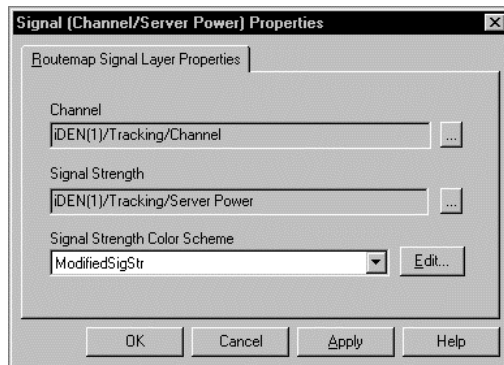 Signal (Channel/Server Power) Properties
Routemap Signal Layer Properties
Channel
iDEN(1)/Tracking/Channel
...
Signal Strength
iDEN(1)/Tracking/Server Power
...
Signal Strength Color Scheme
ModifiedSigStr
Edit...
OK Cancel Apply Help